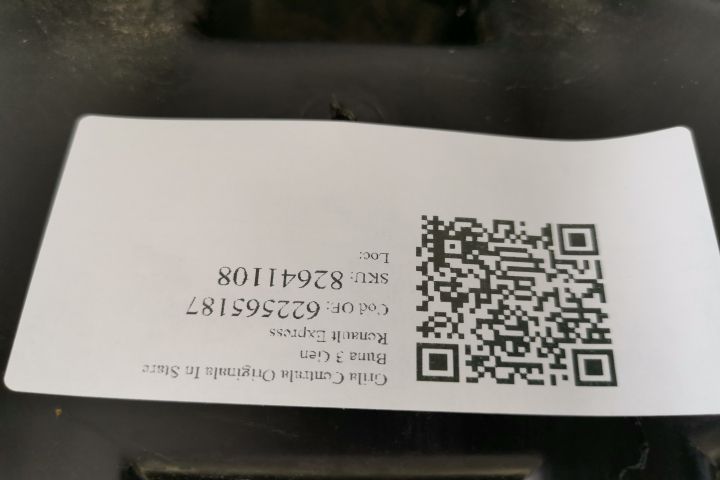 Grila Centrala Originala In Stare
Buna 3 Gen
Renault Express
Cod OE: 622565187
SKU: 82641108
Loc: